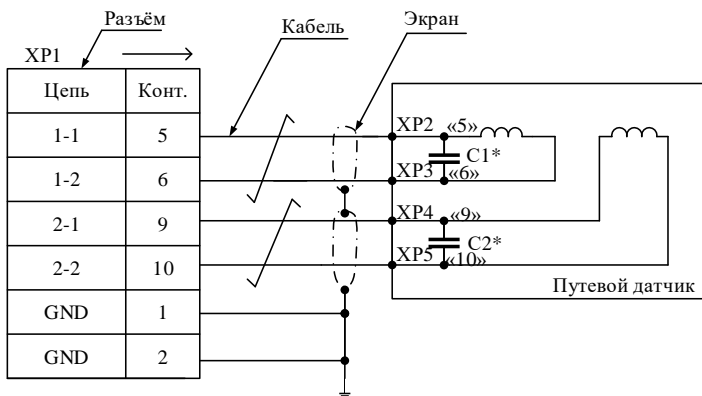 Разъём
Кабель
Экран
XP1
Цепь Конт.
1-1 5
1-2 6
2-1 9
2-2 10
GND 1
GND 2
XP2 «5»
C1*
XP3 «6»
XP4 «9»
C2*
XP5 «10»
Путевой датчик